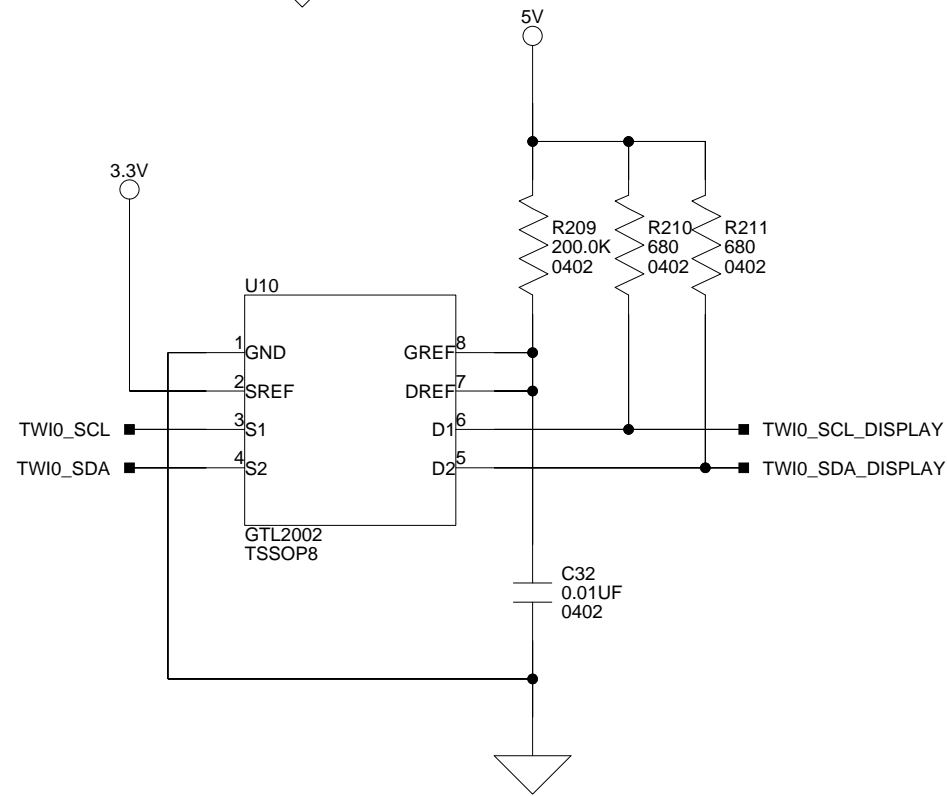 5V
3.3V
R209
200.0K
0402
R210
680
0402
R211
680
0402
U10
1
GND
8
GREF
2
SREF
7
DREF
TWI0_SCL
3
S1
6
D1
TWI0_SCL_DISPLAY
TWI0_SDA
4
S2
5
D2
TWI0_SDA_DISPLAY
GTL2002
TSSOP8
C32
0.01UF
0402